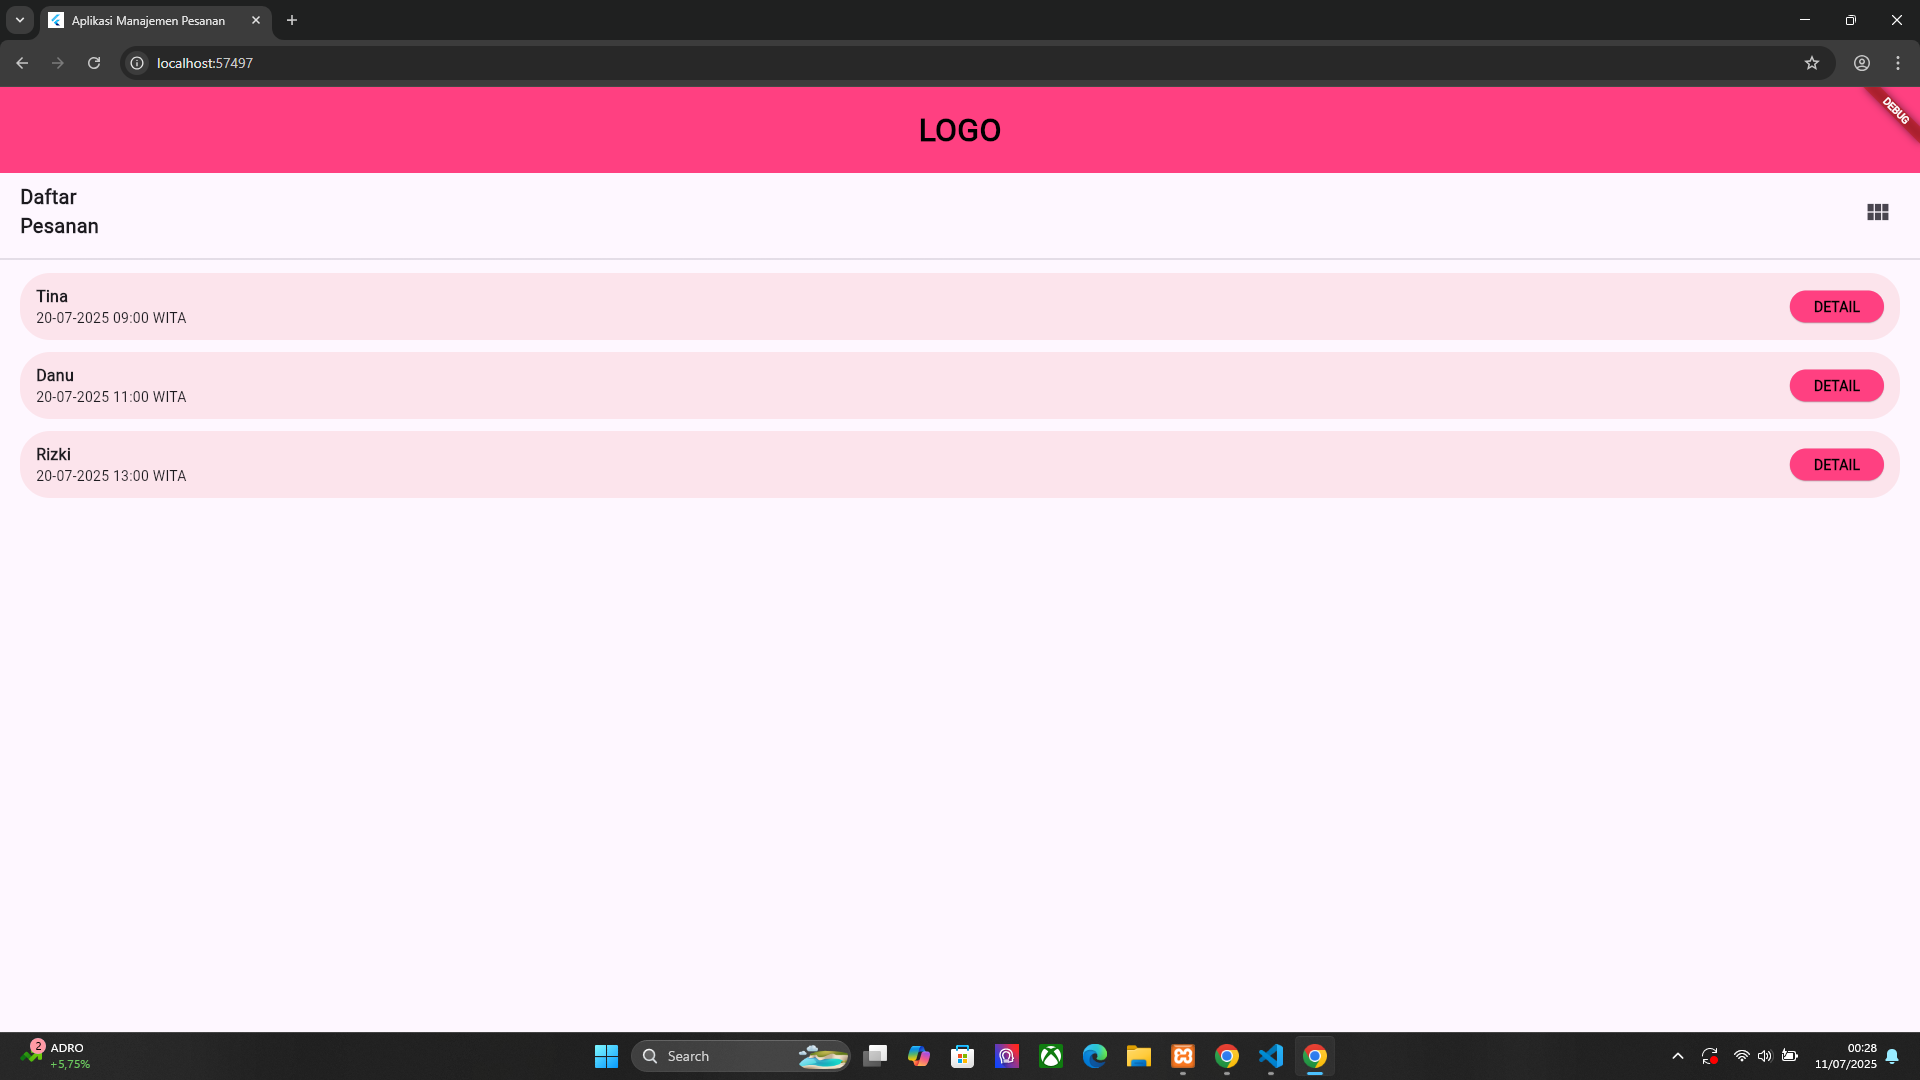 Aplikasi Manajemen Pesanan
localhost:57497
LOGO
DEBUG
Daftar
Pesanan
Tina
20-07-2025 09:00 WITA
DETAIL
Danu
20-07-2025 11:00 WITA
DETAIL
Rizki
20-07-2025 13:00 WITA
DETAIL
2
ADRO
+5,75%
Search
00:28
11/07/2025